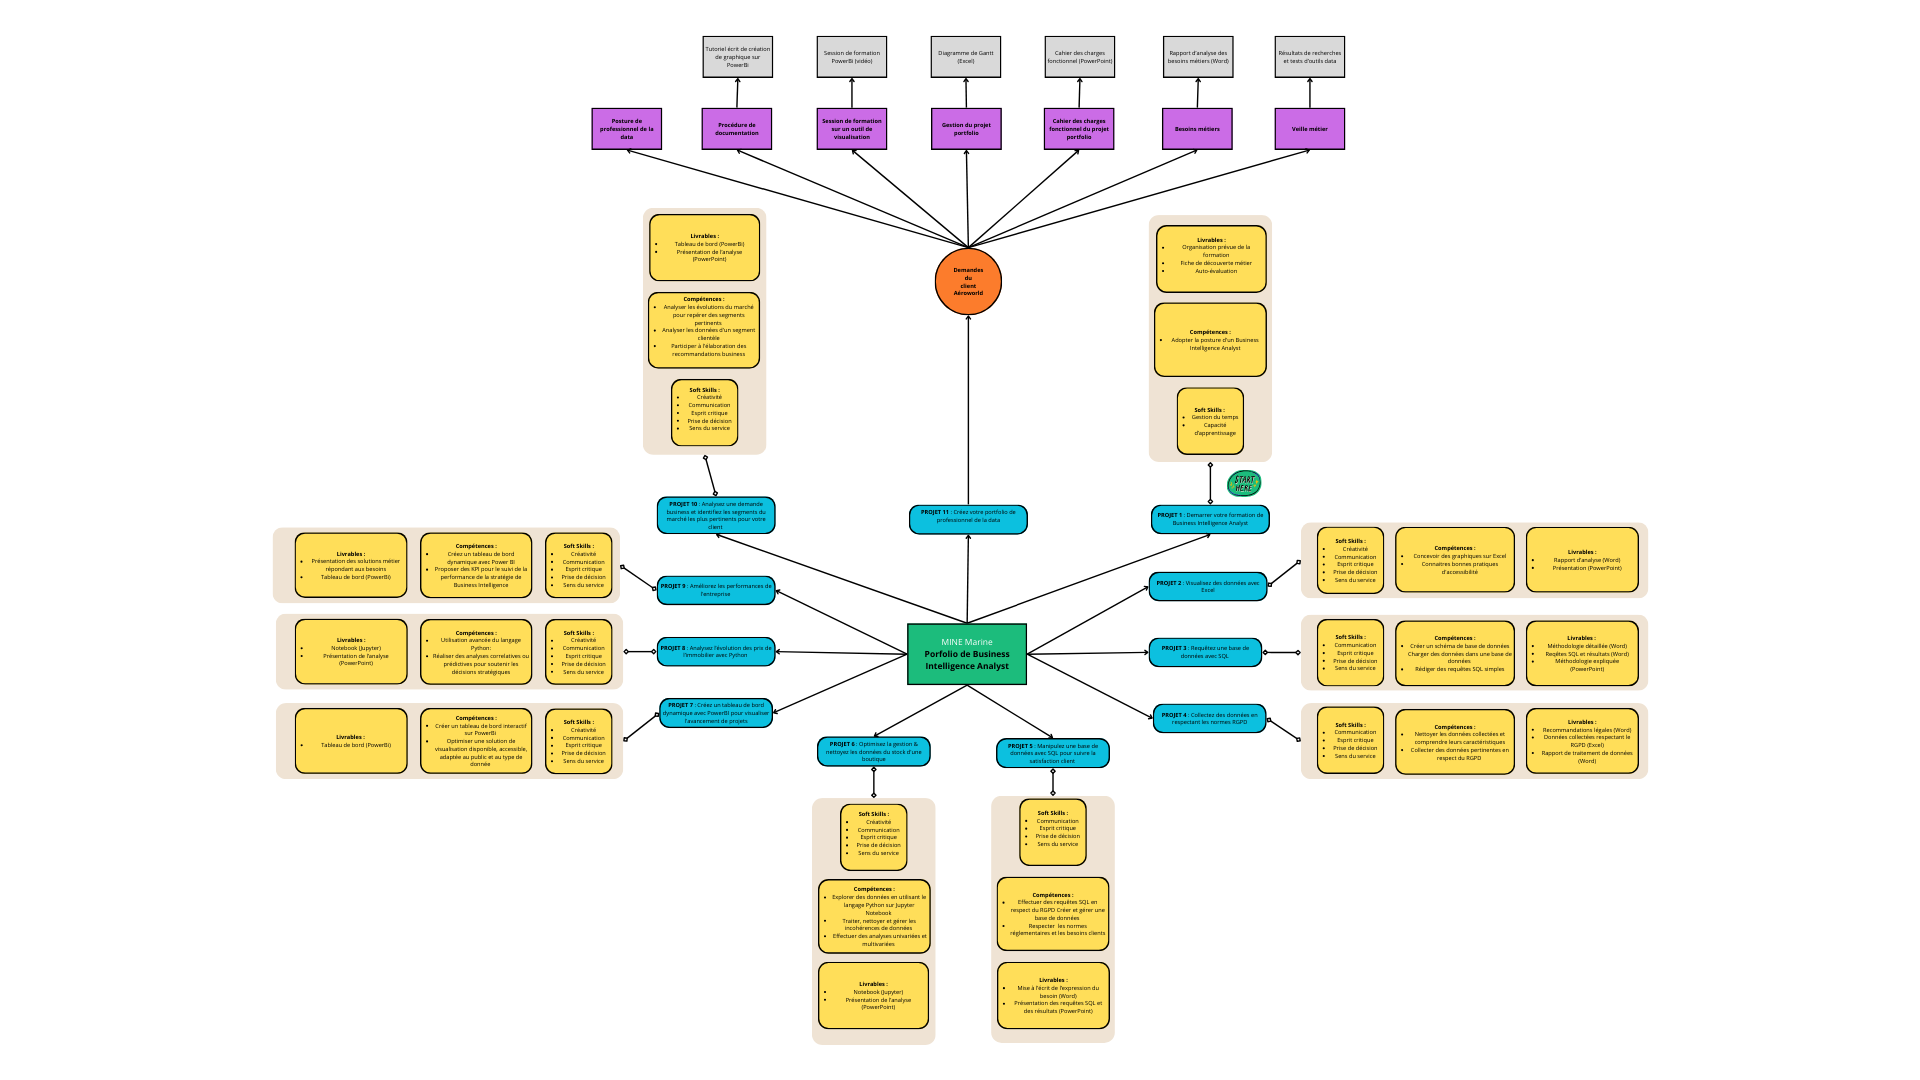 Tutoriel écrit de création
de graphique sur
PowerBi
Session de formation
PowerBi (vidéo)
Diagramme de Gantt
(Excel)
Cahier des charges
fonctionnel (PowerPoint)
Rapport d'analyse des
besoins métiers (Word)
Résultats de recherches
et tests d'outils data
Posture de
professionnel de la
data
Procédure de
documentation
Session de formation
sur un outil de
visualisation
Gestion du projet
portfolio
Cahier des charges
fonctionnel du projet
portfolio
Besoins métiers
Veille métier
Demandes
du
client
Aéroworld
Livrables :
• Tableau de bord (PowerBi)
• Présentation de l'analyse
(PowerPoint)
Compétences :
• Analyser les évolutions du marché
pour repérer des segments
pertinents
• Analyser les données d'un segment
clientèle
• Participer à l'élaboration des
recommandations business
Soft Skills :
• Créativité
• Communication
• Esprit critique
• Prise de décision
• Sens du service
Livrables :
• Organisation prévue de la
formation
• Fiche de découverte métier
• Auto-évaluation
Compétences :
• Adopter la posture d'un Business
Intelligence Analyst
Soft Skills :
• Gestion du temps
• Capacité
d'apprentissage
START
HERE
PROJET 10 : Analysez une demande
business et identifiez les segments du
marché les plus pertinents pour votre
client
PROJET 11 : Créez votre portfolio de
professionnel de la data
PROJET 1 : Demarrer votre formation de
Business Intelligence Analyst
Livrables :
• Présentation des solutions métier
répondant aux besoins
• Tableau de bord (PowerBi)
Compétences :
• Créez un tableau de bord
dynamique avec Power BI
• Proposer des KPI pour le suivi de la
performance de la stratégie de
Business Intelligence
Soft Skills :
• Créativité
• Communication
• Esprit critique
• Prise de décision
• Sens du service
PROJET 9 : Améliorez les performances de
l'antreprise
PROJET 2 : Visualisez des données avec
Excel
Soft Skills :
• Créativité
• Communication
• Esprit critique
• Prise de décision
• Sens du service
Compétences :
• Concevoir des graphiques sur Excel
• Connaitres bonnes pratiques
d'accessibilité
Livrables :
• Rapport d'analyse (Word)
• Présentation (PowerPoint)
Livrables :
• Notebook (Jupyter)
• Présentation de l'analyse
(PowerPoint)
Compétences :
• Utilisation avancée du langage
Python:
• Réaliser des analyses correlatives ou
prédictives pour soutenir les
décisions stratégiques
Soft Skills :
• Créativité
• Communication
• Esprit critique
• Prise de décision
• Sens du service
PROJET 8 : Analysez l'évolution des prix de
l'immobilier avec Python
MINE Marine
Porfolio de Business
Intelligence Analyst
PROJET 3 : Requêtez une base de
données avec SQL
Soft Skills :
• Communication
• Esprit critique
• Prise de décision
• Sens du service
Compétences :
• Créer un schéma de base de données
Charger des données dans une base de
données
• Rédiger des requêtes SQL simples
Livrables :
• Méthodologie détaillée (Word)
• Reqêtes SQL et résultats (Word)
• Méthodologie expliquée
(PowerPoint)
Livrables :
• Tableau de bord (PowerBi)
Compétences :
• Créer un tableau de bord interactif
sur PowerBi
• Optimiser une solution de
visualisation disponible, accessible,
adaptée au public et au type de
donnée
Soft Skills :
• Créativité
• Communication
• Esprit critique
• Prise de décision
• Sens du service
PROJET 7 : Créez un tableau de bord
dynamique avec PowerBI pour visualiser
l'avancement de projets
PROJET 4 : Collectez des données en
respectant les normes RGPD
Soft Skills :
• Communication
• Esprit critique
• Prise de décision
• Sens du service
Compétences :
• Nettoyer les données collectées et
comprendre leurs caractéristiques
• Collecter des données pertinentes en
respect du RGPD
Livrables :
• Recommandations légales (Word)
• Données collectées respectant le
RGPD (Excel)
• Rapport de traitement de données
(Word)
PROJET 6 : Optimisez la gestion &
nettoyez les données du stock d'une
boutique
PROJET 5 : Manipulez une base de
données avec SQL pour suivre la
satisfaction client
Soft Skills :
• Créativité
• Communication
• Esprit critique
• Prise de décision
• Sens du service
Compétences :
• Explorer des données en utilisant le
langage Python sur Jupyter
Notebook
• Traiter, nettoyer et gérer les
incohérences de données
• Effectuer des analyses univariées et
multivariées
Livrables :
• Notebook (Jupyter)
• Présentation de l'analyse
(PowerPoint)
Soft Skills :
• Communication
• Esprit critique
• Prise de décision
• Sens du service
Compétences :
• Effectuer des requêtes SQL en
respect du RGPD Créer et gérer une
base de données
• Respecter les normes
réglementaires et les besoins clients
Livrables :
• Mise à l'écrit de l'expression du
besoin (Word)
• Présentation des requêtes SQL et
des résultats (PowerPoint)